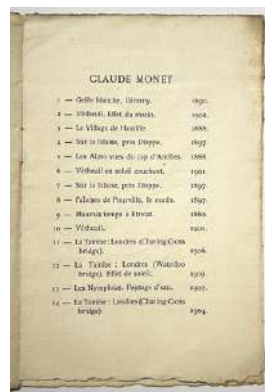 CLAUDE MONET
1 — Gelée blanche, Giverny. 1890.
2 — Vétheuil. Effet du matin. 1901.
3 — Le Village de 1888.
4 — Sur la falaise, près Dieppe. 1897.
5 — Les Alpes vues du cap d'Antibes. 1888.
6 — Vétheuil au soleil couchant. 1901.
7 — Sur la falaise, près Dieppe. 1897.
8 — Falaises de Pourville, le matin. 1897.
9 — Mauvais temps à Etretat. 1882.
10 — Vétheuil. 1901.
11 — La Tamise: Londres (Charing Cross
bridge).
12 — La Tamise : Londres (Waterloo
bridge). Effet de soleil. 1903.
13 — Les Nymphéas. Paysage d'eau. 1907.
14 — La Tamise : Londres (Charing Cross
bridge). 1904.